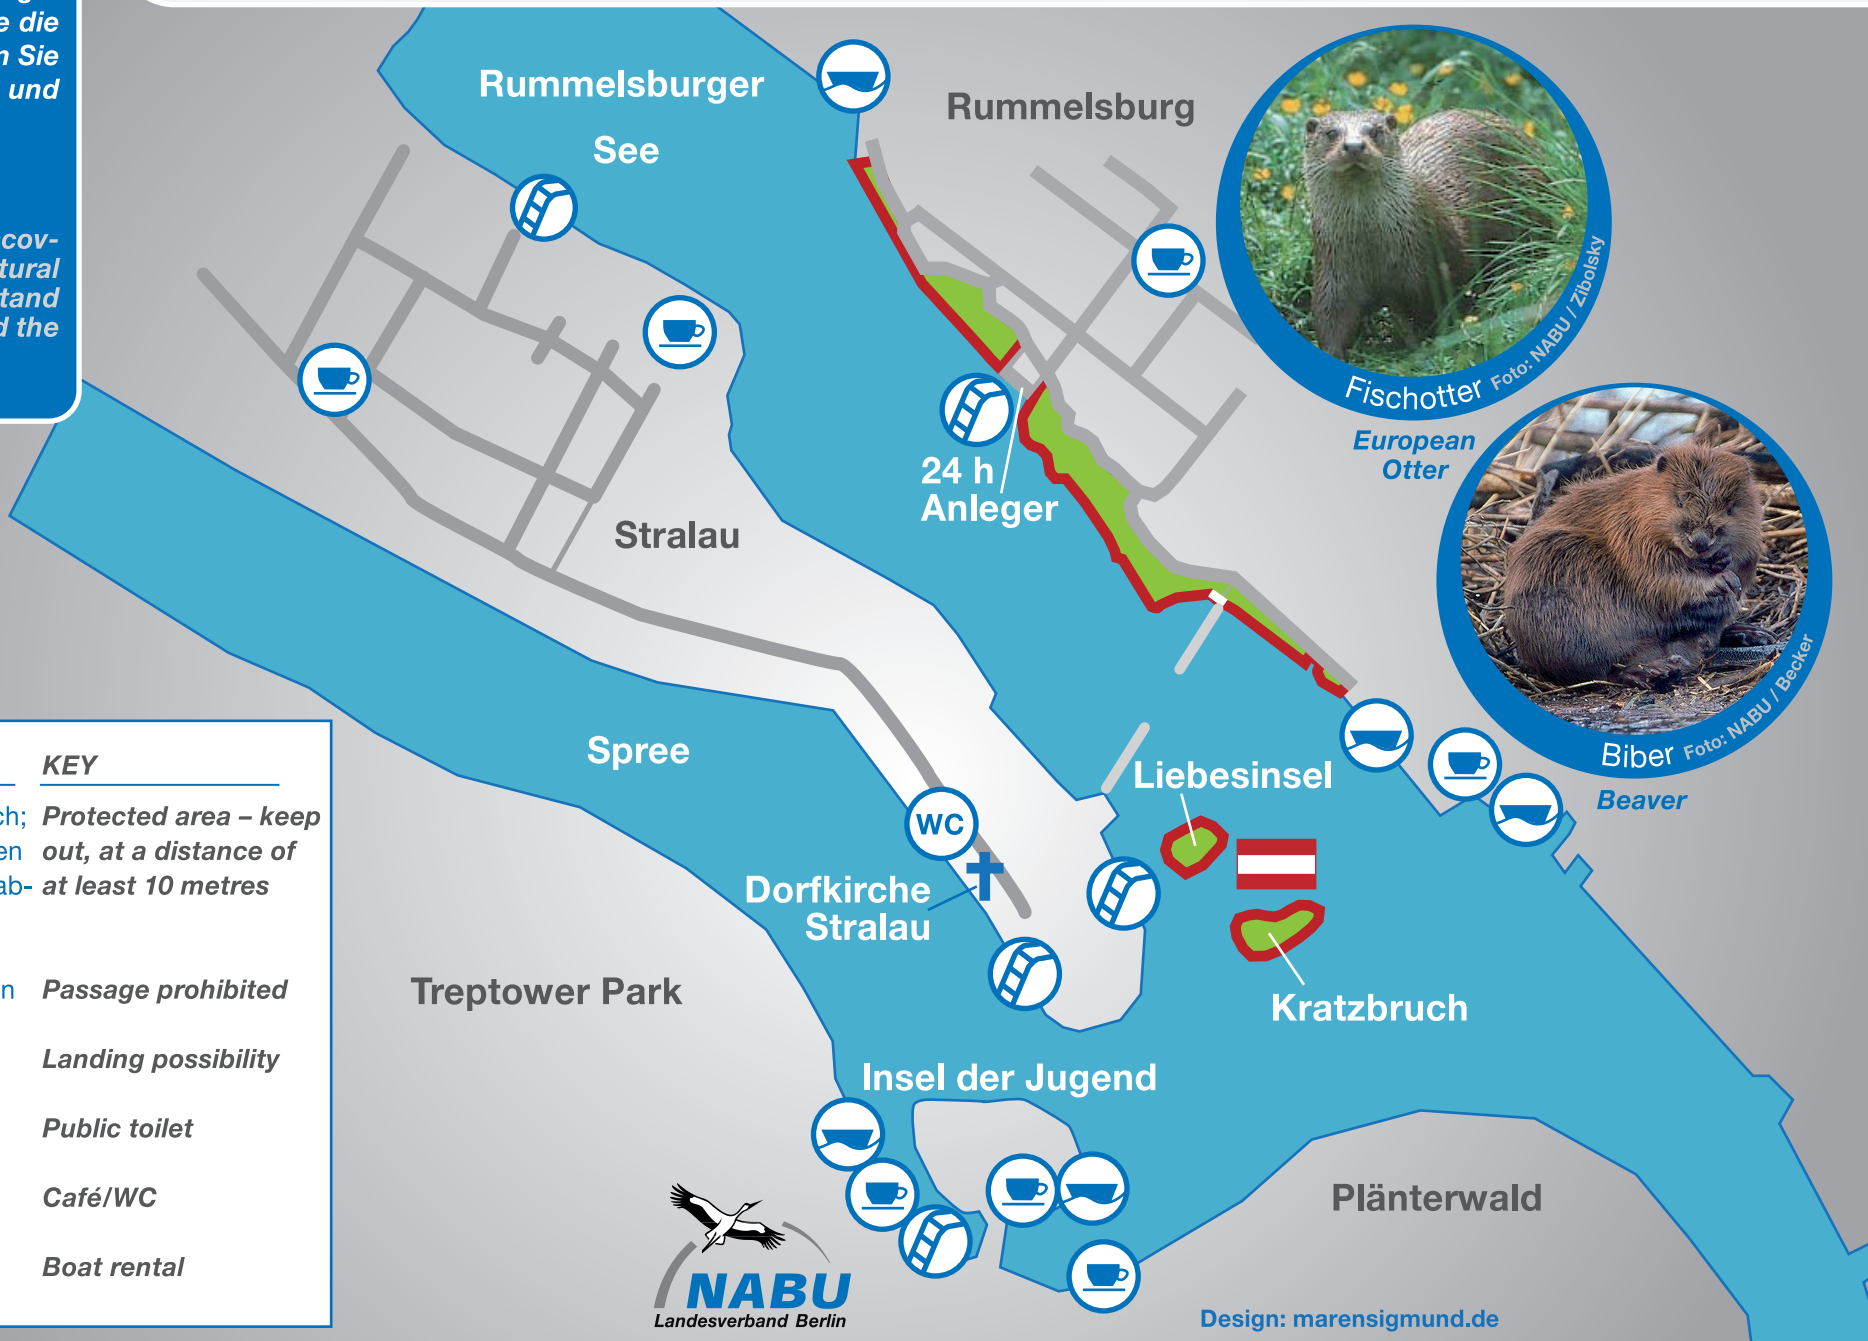 e die
n Sie
und
cov-
tural
tand
d the
Rummelsburger
See
Rummelsburg
Fischotter Foto: NABU / Zibolsky
European
Otter
24 h
Anleger
Stralau
Biber Foto: NABU / Becker
Beaver
Spree
Liebesinsel
WC
Dorfkirche
Stralau
Kratzbruch
Treptower Park
Insel der Jugend
Plänterwald
KEY
ch; Protected area – keep
en out, at a distance of
ab- at least 10 metres
n Passage prohibited
Landing possibility
Public toilet
Café/WC
Boat rental
NABU
Landesverband Berlin
Design: marensigmund.de